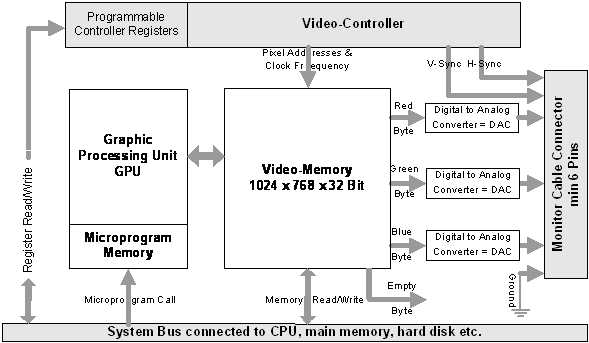 Programmable
Controller Registers
Video-Controller
Pixel Addresses &
Clock Frequency
V-Sync H-Sync
Graphic
Processing Unit
GPU
Microprogram
Memory
Video-Memory
1024 x 768 x 32 Bit
Red
Byte
Digital to Analog
Converter = DAC
Green
Byte
Digital to Analog
Converter = DAC
Blue
Byte
Digital to Analog
Converter = DAC
Monitor Cable Connector
min 6 Pins
Register Read/Write
Microprogram Call
Memory Read/Write
Empty
Byte
Ground
System Bus connected to CPU, main memory, hard disk etc.